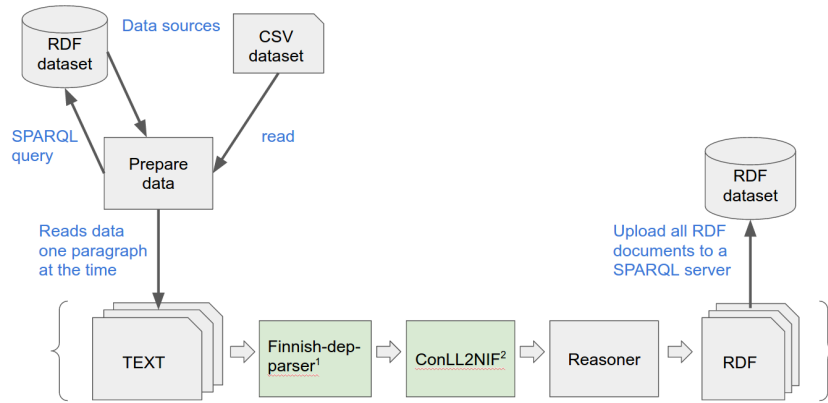 Data sources
RDF
dataset
CSV
dataset
SPARQL
query
read
Prepare
data
RDF
dataset
Reads data
one paragraph
at the time
Upload all RDF
documents to a
SPARQL server
TEXT
Finnish-dep-
parser¹
ConLL2NIF²
Reasoner
RDF